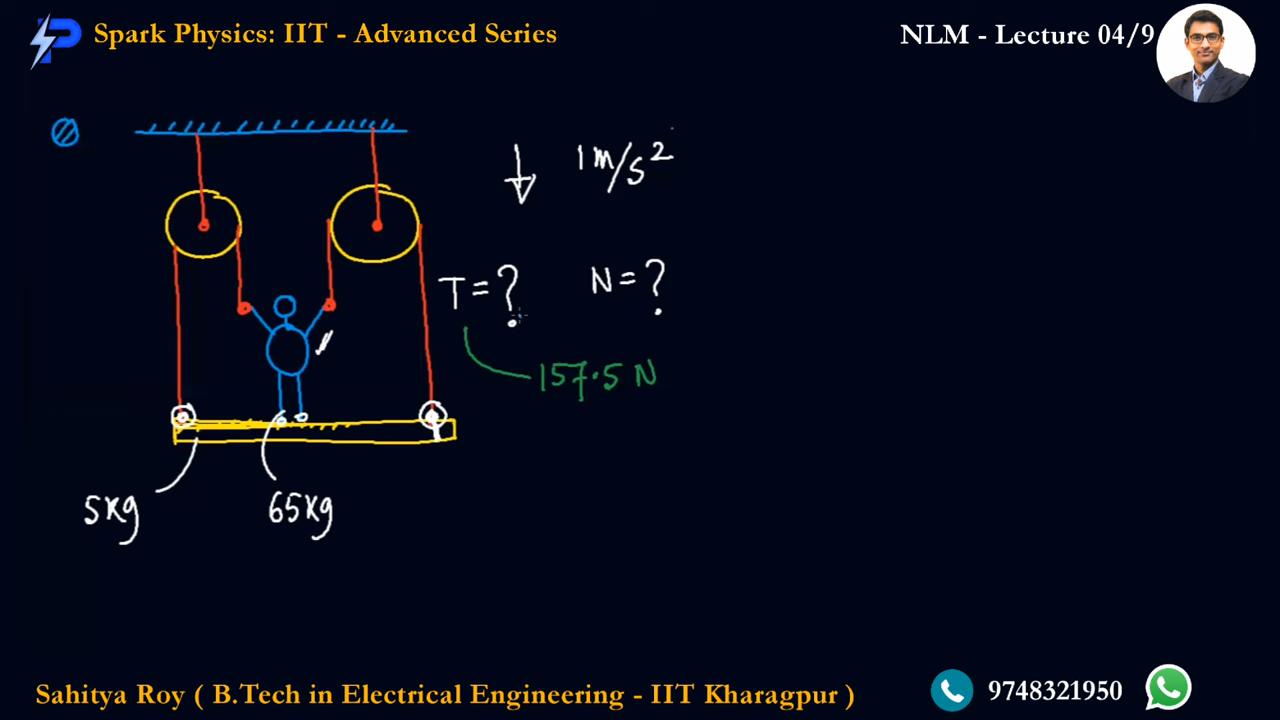 Spark Physics: IIT - Advanced Series
NLM - Lecture 04/9
1 m/s²
T = ?
N = ?
157.5 N
5kg
65kg
Sahitya Roy ( B.Tech in Electrical Engineering - IIT Kharagpur )
9748321950